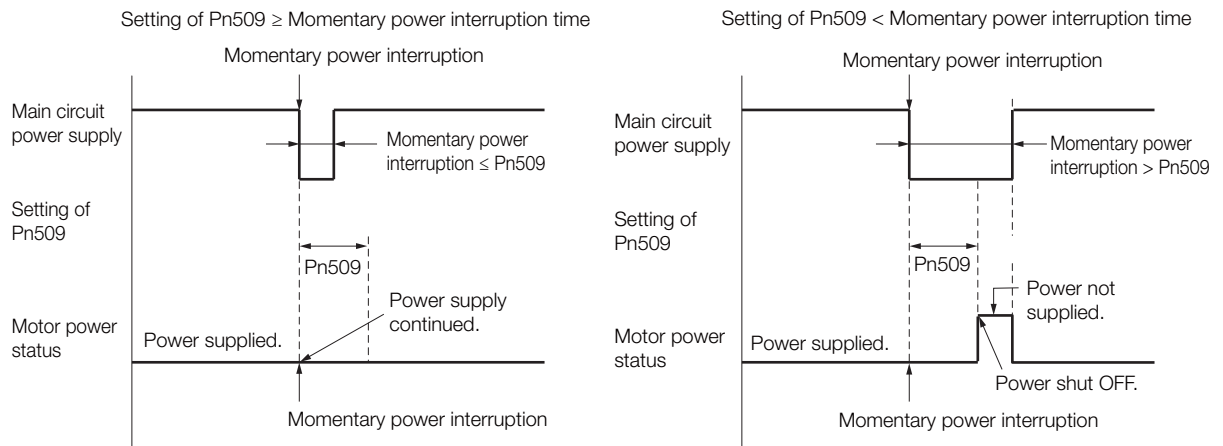 Setting of Pn509 ≥ Momentary power interruption time
Momentary power interruption
Main circuit
power supply
Momentary power
interruption ≤ Pn509
Setting of
Pn509
Pn509
Power supply
continued.
Motor power
status
Power supplied.
Momentary power interruption
Setting of Pn509 < Momentary power interruption time
Momentary power interruption
Main circuit
power supply
Momentary power
interruption > Pn509
Setting of
Pn509
Pn509
Power not
supplied.
Motor power
status
Power supplied.
Power shut OFF.
Momentary power interruption